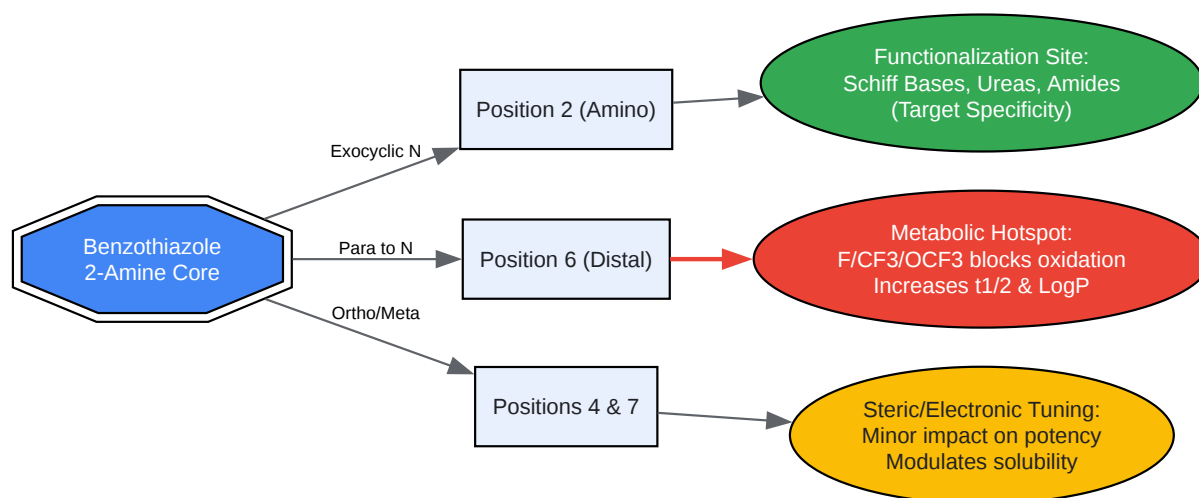 Benzothiazole
2-Amine Core
Exocyclic N
Para to N
Ortho/Meta
Position 2 (Amino)
Position 6 (Distal)
Positions 4 & 7
Functionalization Site:
Schiff Bases, Ureas, Amides
(Target Specificity)
Metabolic Hotspot:
F/CF3/OCF3 blocks oxidation
Increases t1/2 & LogP
Steric/Electronic Tuning:
Minor impact on potency
Modulates solubility